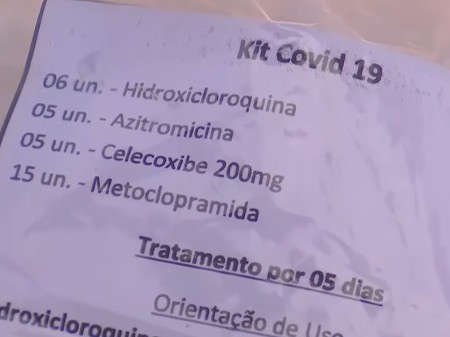 Kit Covid 19
06 un. - Hidroxicloroquina
05 un. - Azitromicina
05 un. - Celecoxibe 200mg
15 un. - Metoclopramida
Tratamento por 05 dias
Orientação de Uso